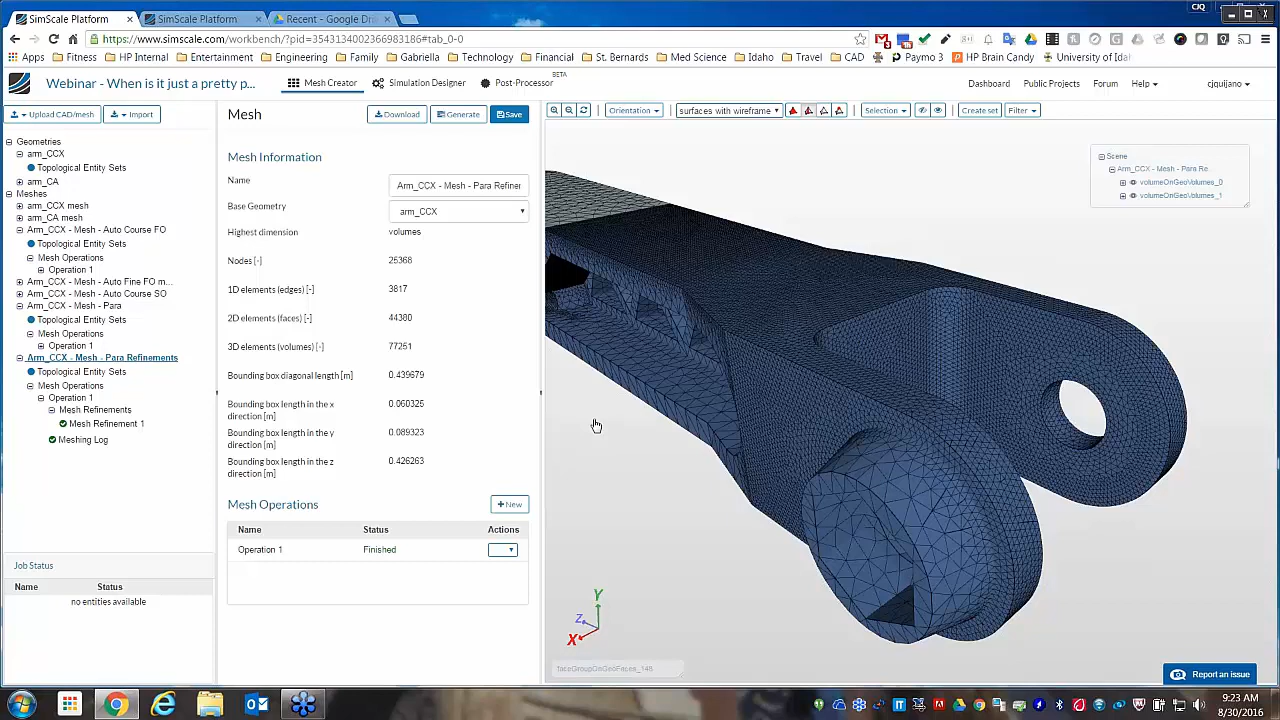 SimScale Platform
SimScale Platform
Recent - Google Dri
CIQ
https://www.simscale.com/workbench/?pid=3543134002366983186#tab_0-0
Apps
Fitness
HP Internal
Entertainment
Engineering
Family
Gabriella
Technology
Financial
St. Bernards
Med Science
Idaho
Travel
CAD
Paymo 3
HP Brain Candy
University of Ida
Webinar - When is it just a pretty p...
Mesh Creator
Simulation Designer
Post-Processor
BETA
Dashboard
Public Projects
Forum
Help
cjquijano
Upload CAD/mesh
Import
Mesh
Download
Generate
Save
Orientation
surfaces with wireframe
Selection
Create set
Filter
Geometries
arm_CCX
Topological Entity Sets
arm_CA
Meshes
arm_CCX mesh
arm_CA mesh
Arm_CCX - Mesh - Auto Course FO
Topological Entity Sets
Mesh Operations
Operation 1
Arm_CCX - Mesh - Auto Fine FO m...
Arm_CCX - Mesh - Auto Course SO
Arm_CCX - Mesh - Para
Topological Entity Sets
Mesh Operations
Operation 1
Arm_CCX - Mesh - Para Refinements
Topological Entity Sets
Mesh Operations
Operation 1
Mesh Refinements
Mesh Refinement 1
Meshing Log
Job Status
Name Status
no entities available
Mesh Information
Name Arm_CCX - Mesh - Para Refiner
Base Geometry arm_CCX
Highest dimension volumes
Nodes [-] 25368
1D elements (edges) [-] 3817
2D elements (faces) [-] 44380
3D elements (volumes) [-] 77251
Bounding box diagonal length [m] 0.439679
Bounding box length in the x 0.060325
direction [m]
Bounding box length in the y 0.089323
direction [m]
Bounding box length in the z 0.426263
direction [m]
Mesh Operations
New
Name Status Actions
Operation 1 Finished
Scene
Arm_CCX - Mesh - Para Re...
volumeOnGeoVolumes_0
volumeOnGeoVolumes_1
Y
Z
X
faceGroupOnGeoFaces_145
Report an issue
9:23 AM
8/30/2016